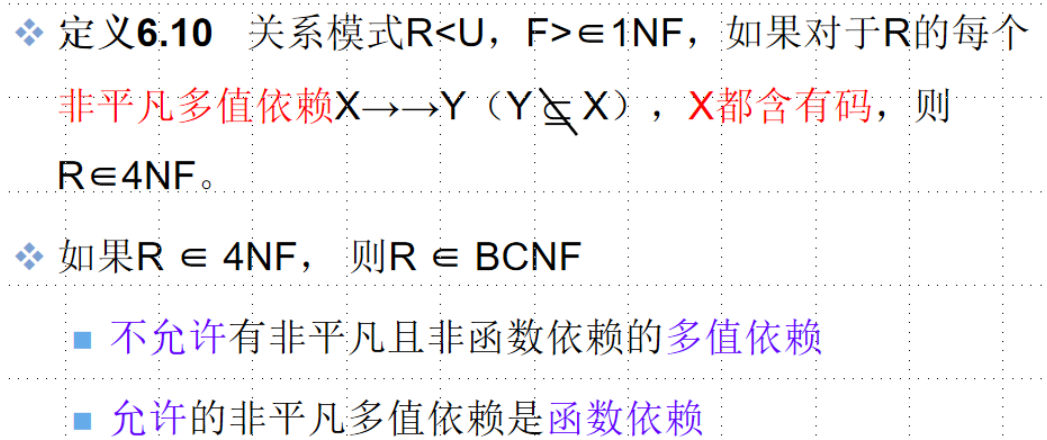 定义6.10 关系模式R<U，F>∈1NF，如果对于R的每个
非平凡多值依赖X→→Y（Y⊈X），X都含有码，则
R∈4NF。
如果R ∈ 4NF， 则R ∈ BCNF
不允许有非平凡且非函数依赖的多值依赖
允许的非平凡多值依赖是函数依赖